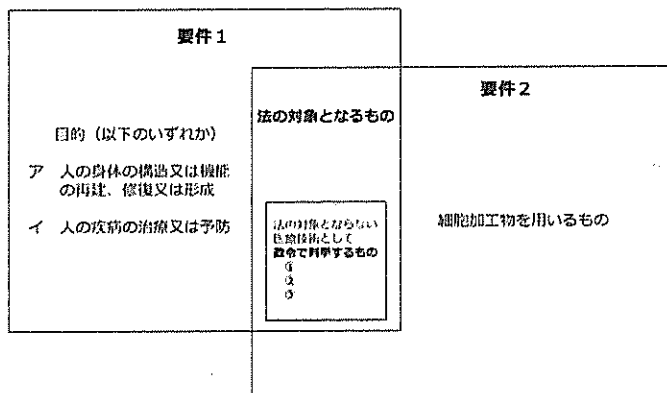 要件1
要件2
法の対象となるもの
目的（以下のいずれか）
ア 人の身体の構造又は機能
の再建、修復又は形成
イ 人の疾病の治療又は予防
法の対象とならない
医療技術として
政令で列挙するもの
①
②
③
細胞加工物を用いるもの